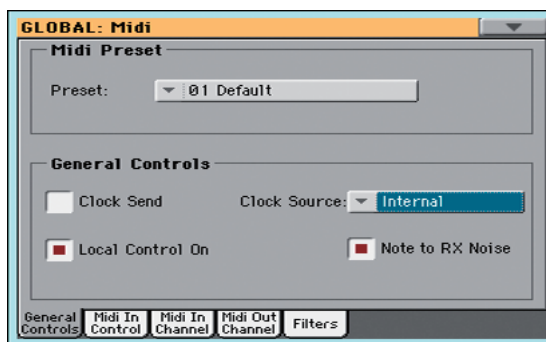 GLOBAL: Midi
Midi Preset
Preset: 01 Default
General Controls
Clock Send Clock Source: Internal
Local Control On Note to RX Noise
General Controls
Midi In Control
Midi In Channel
Midi Out Channel
Filters